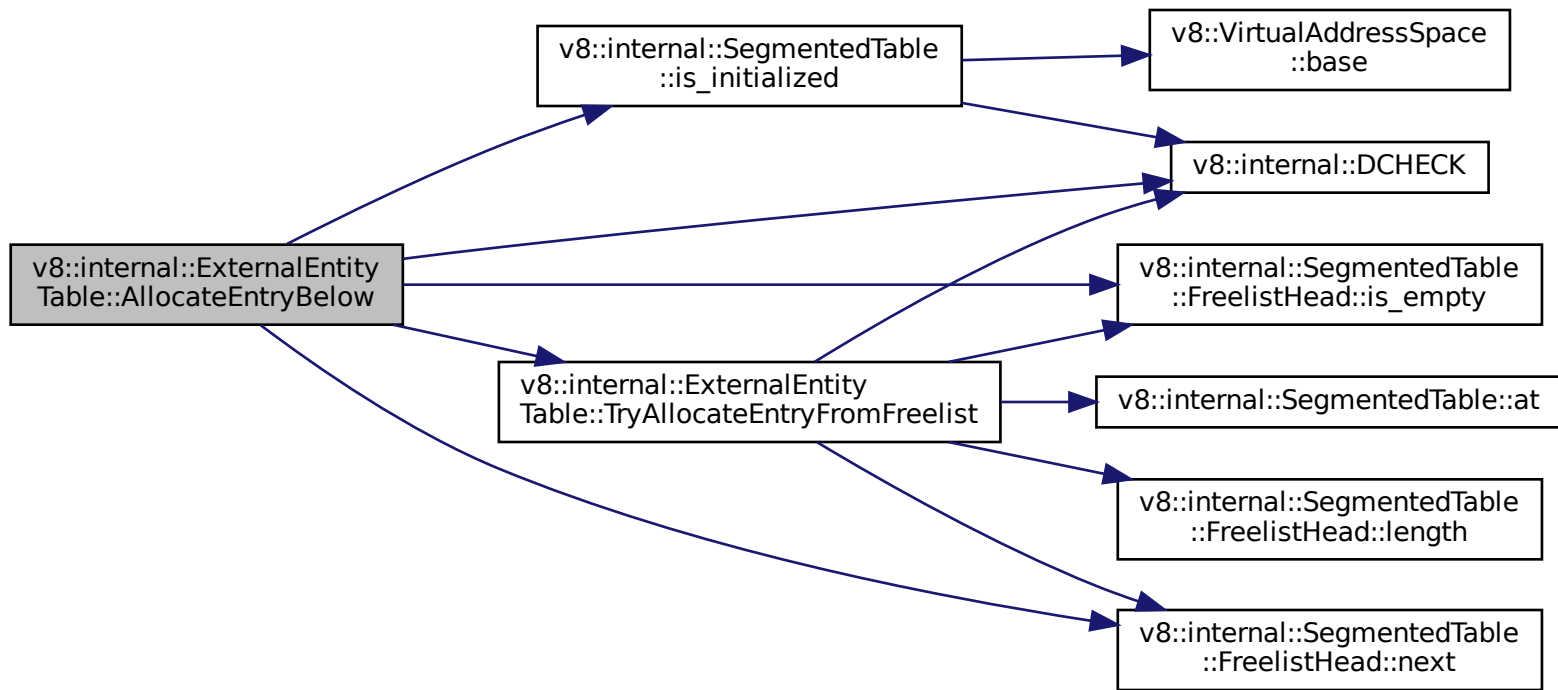 v8::internal::SegmentedTable
::is_initialized
v8::VirtualAddressSpace
::base
v8::internal::DCHECK
v8::internal::ExternalEntity
Table::AllocateEntryBelow
v8::internal::SegmentedTable
::FreelistHead::is_empty
v8::internal::ExternalEntity
Table::TryAllocateEntryFromFreelist
v8::internal::SegmentedTable::at
v8::internal::SegmentedTable
::FreelistHead::length
v8::internal::SegmentedTable
::FreelistHead::next